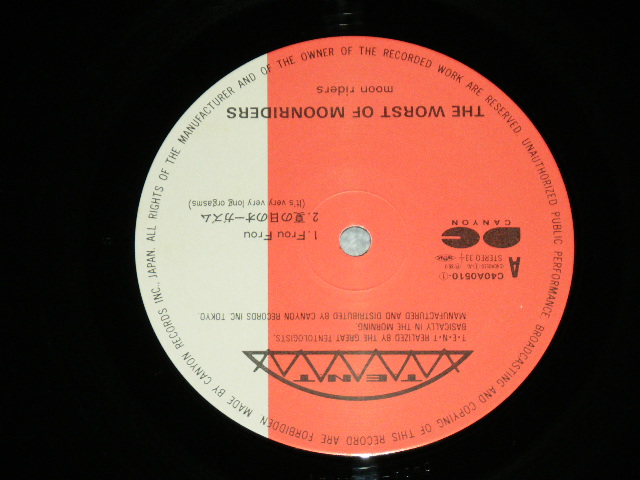 TENT
T・E・N・T REALIZED BY THE GREAT TENTOLOGISTS.
BASICALLY IN THE MORNING
MANUFACTURED AND DISTRIBUTED BY CANYON RECORDS INC TOKYO.
C40A0510-①
A
STEREO 33⅓
CANYON
1. Frou Frou
2. 夏の日のオーガズム
(It's very very long orgasms)
THE WORST OF MOONRIDERS
moon riders
MADE BY CANYON RECORDS INC., JAPAN. ALL RIGHTS OF THE MANUFACTURER AND OF THE OWNER OF THE RECORDED WORK ARE RESERVED. UNAUTHORIZED PUBLIC PERFORMANCE BROADCASTING AND COPYING OF THIS RECORD ARE FORBIDDEN